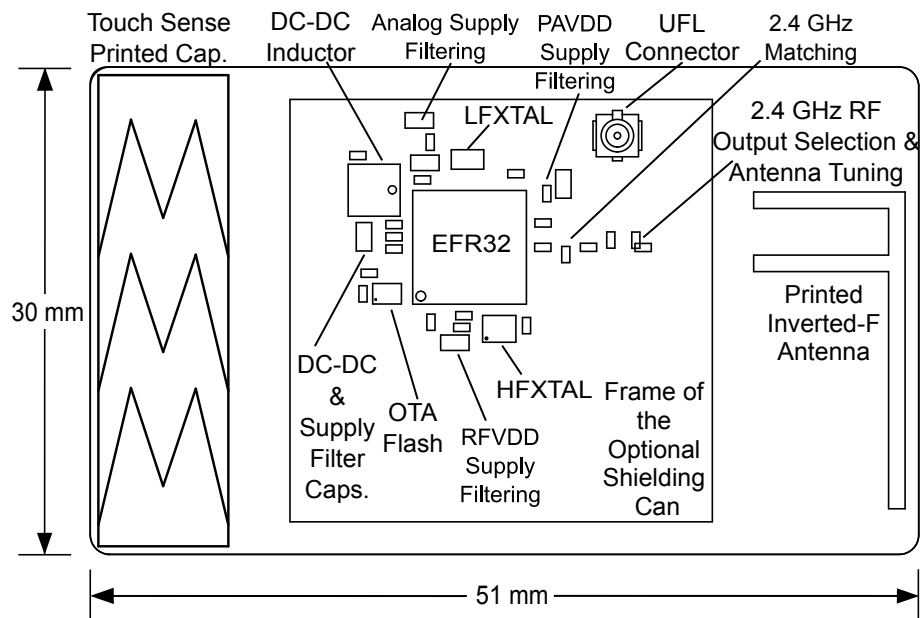 Touch Sense
Printed Cap.
DC-DC
Inductor
Analog Supply
Filtering
PAVDD
Supply
Filtering
UFL
Connector
2.4 GHz
Matching
LFXTAL
2.4 GHz RF
Output Selection &
Antenna Tuning
EFR32
30 mm
Printed
Inverted-F
Antenna
DC-DC
&
Supply
Filter
Caps.
OTA
Flash
RFVDD
Supply
Filtering
HFXTAL
Frame of
the
Optional
Shielding
Can
51 mm